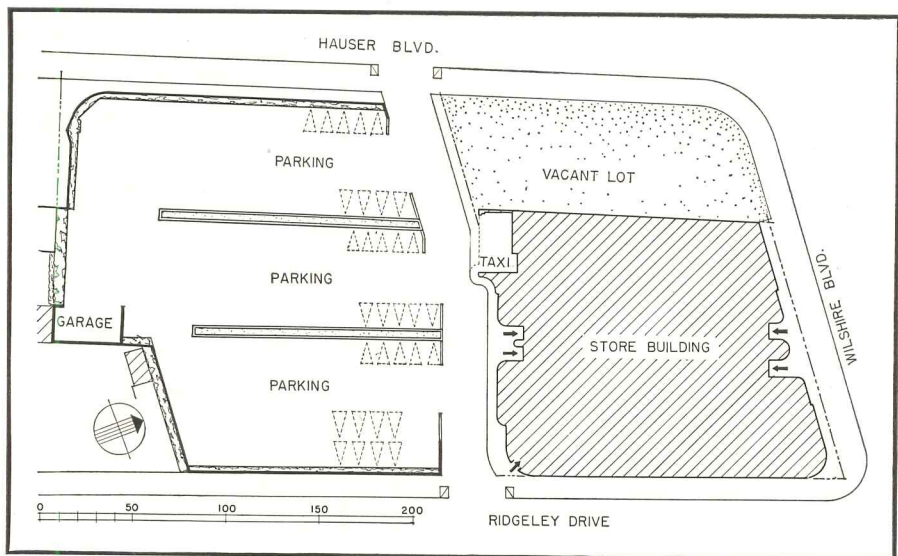 HAUSER BLVD.
PARKING
VACANT LOT
TAXI
PARKING
WILSHIRE BLVD.
GARAGE
STORE BUILDING
PARKING
0 50 100 150 200
RIDGELEY DRIVE